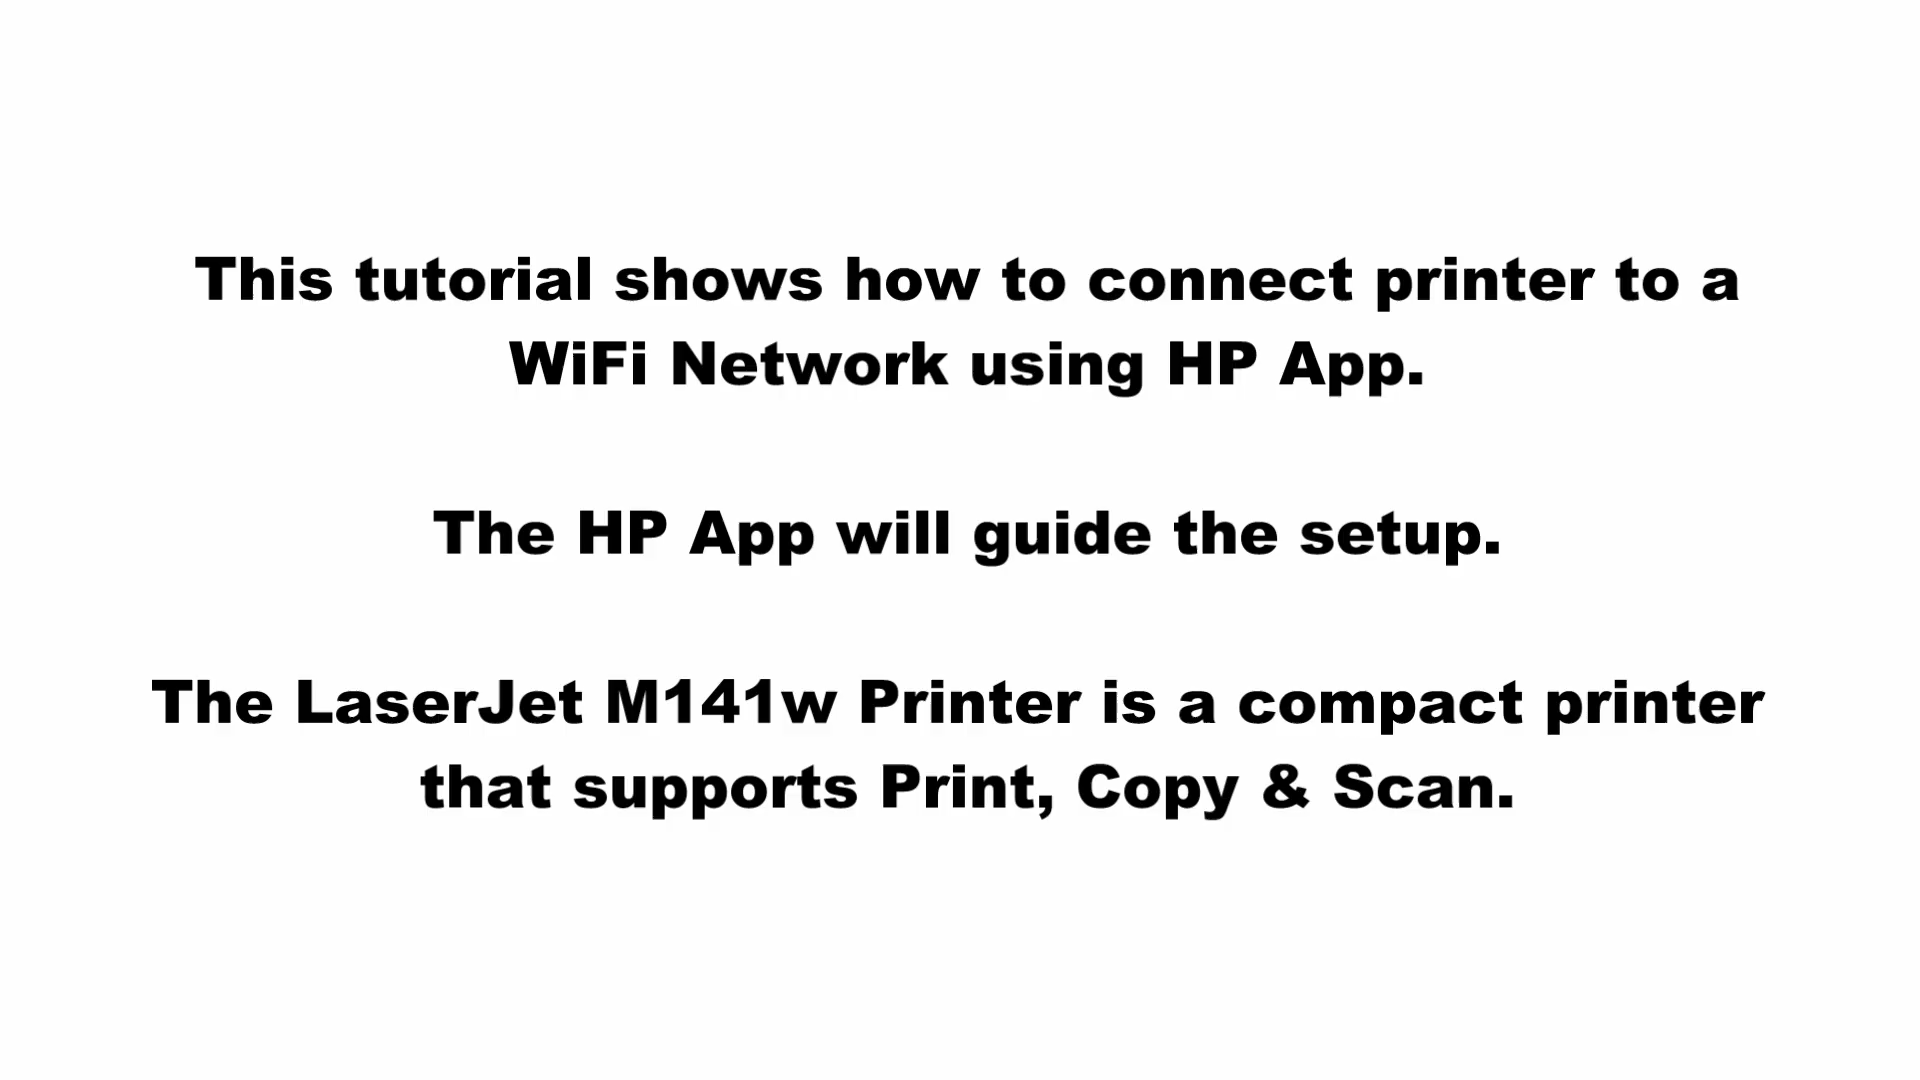 This tutorial shows how to connect printer to a
WiFi Network using HP App.
The HP App will guide the setup.
The LaserJet M141w Printer is a compact printer
that supports Print, Copy & Scan.